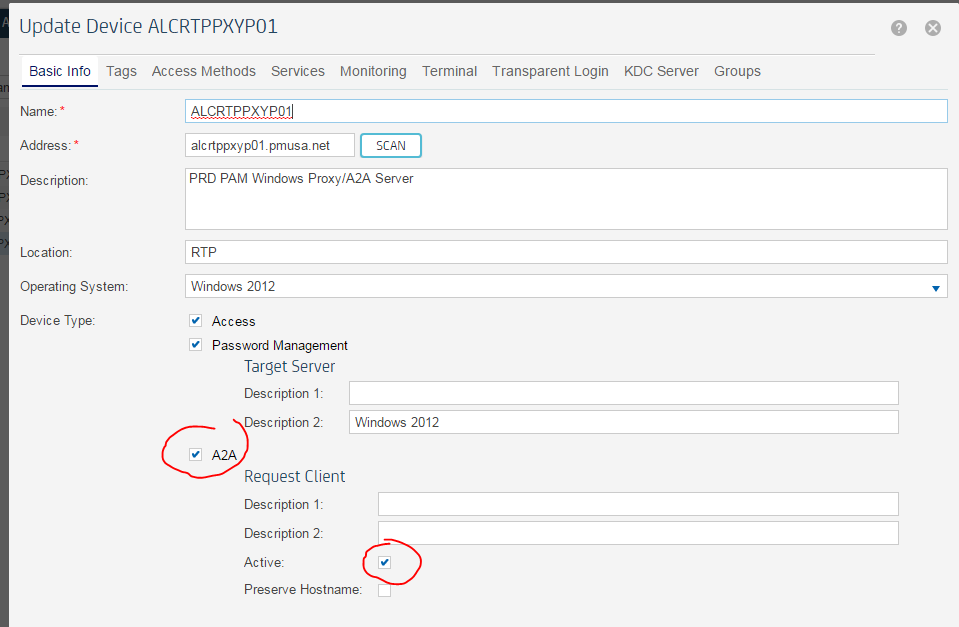 Update Device ALCRTPPXYP01
Basic Info Tags Access Methods Services Monitoring Terminal Transparent Login KDC Server Groups
Name: * ALCRTPPXYP01
Address: * alcrtppxyp01.pmusa.net SCAN
Description: PRD PAM Windows Proxy/A2A Server
Location: RTP
Operating System: Windows 2012
Device Type: Access
Password Management
Target Server
Description 1:
Description 2: Windows 2012
A2A
Request Client
Description 1:
Description 2:
Active:
Preserve Hostname: